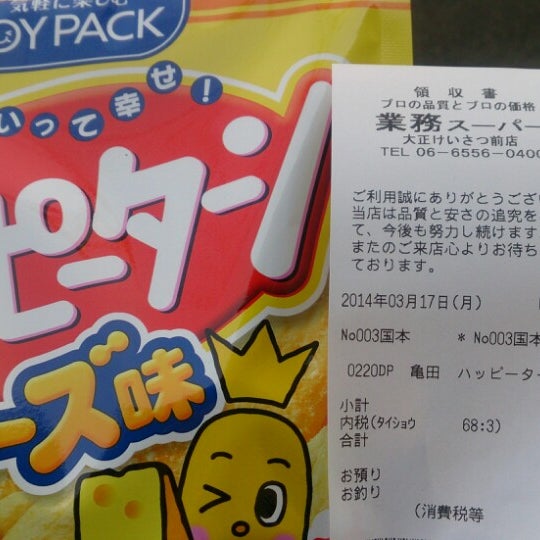 気軽に楽しむ
OY PACK
いって幸せ!
ピーターン
ーズ味
領収書
プロの品質とプロの価格
業務スーパー
大正けいさつ前店
TEL 06-6556-0400
ご利用誠にありがとうござい
当店は品質と安さの追究を
て、今後も努力し続けます
またのご来店心よりお待ち
ております。
2014年03月17日(月)
No003国本 * No003国本
0220DP 亀田 ハッピーター
小計
内税(タイショウ 68:3)
合計
お預り
お釣り
(消費税等